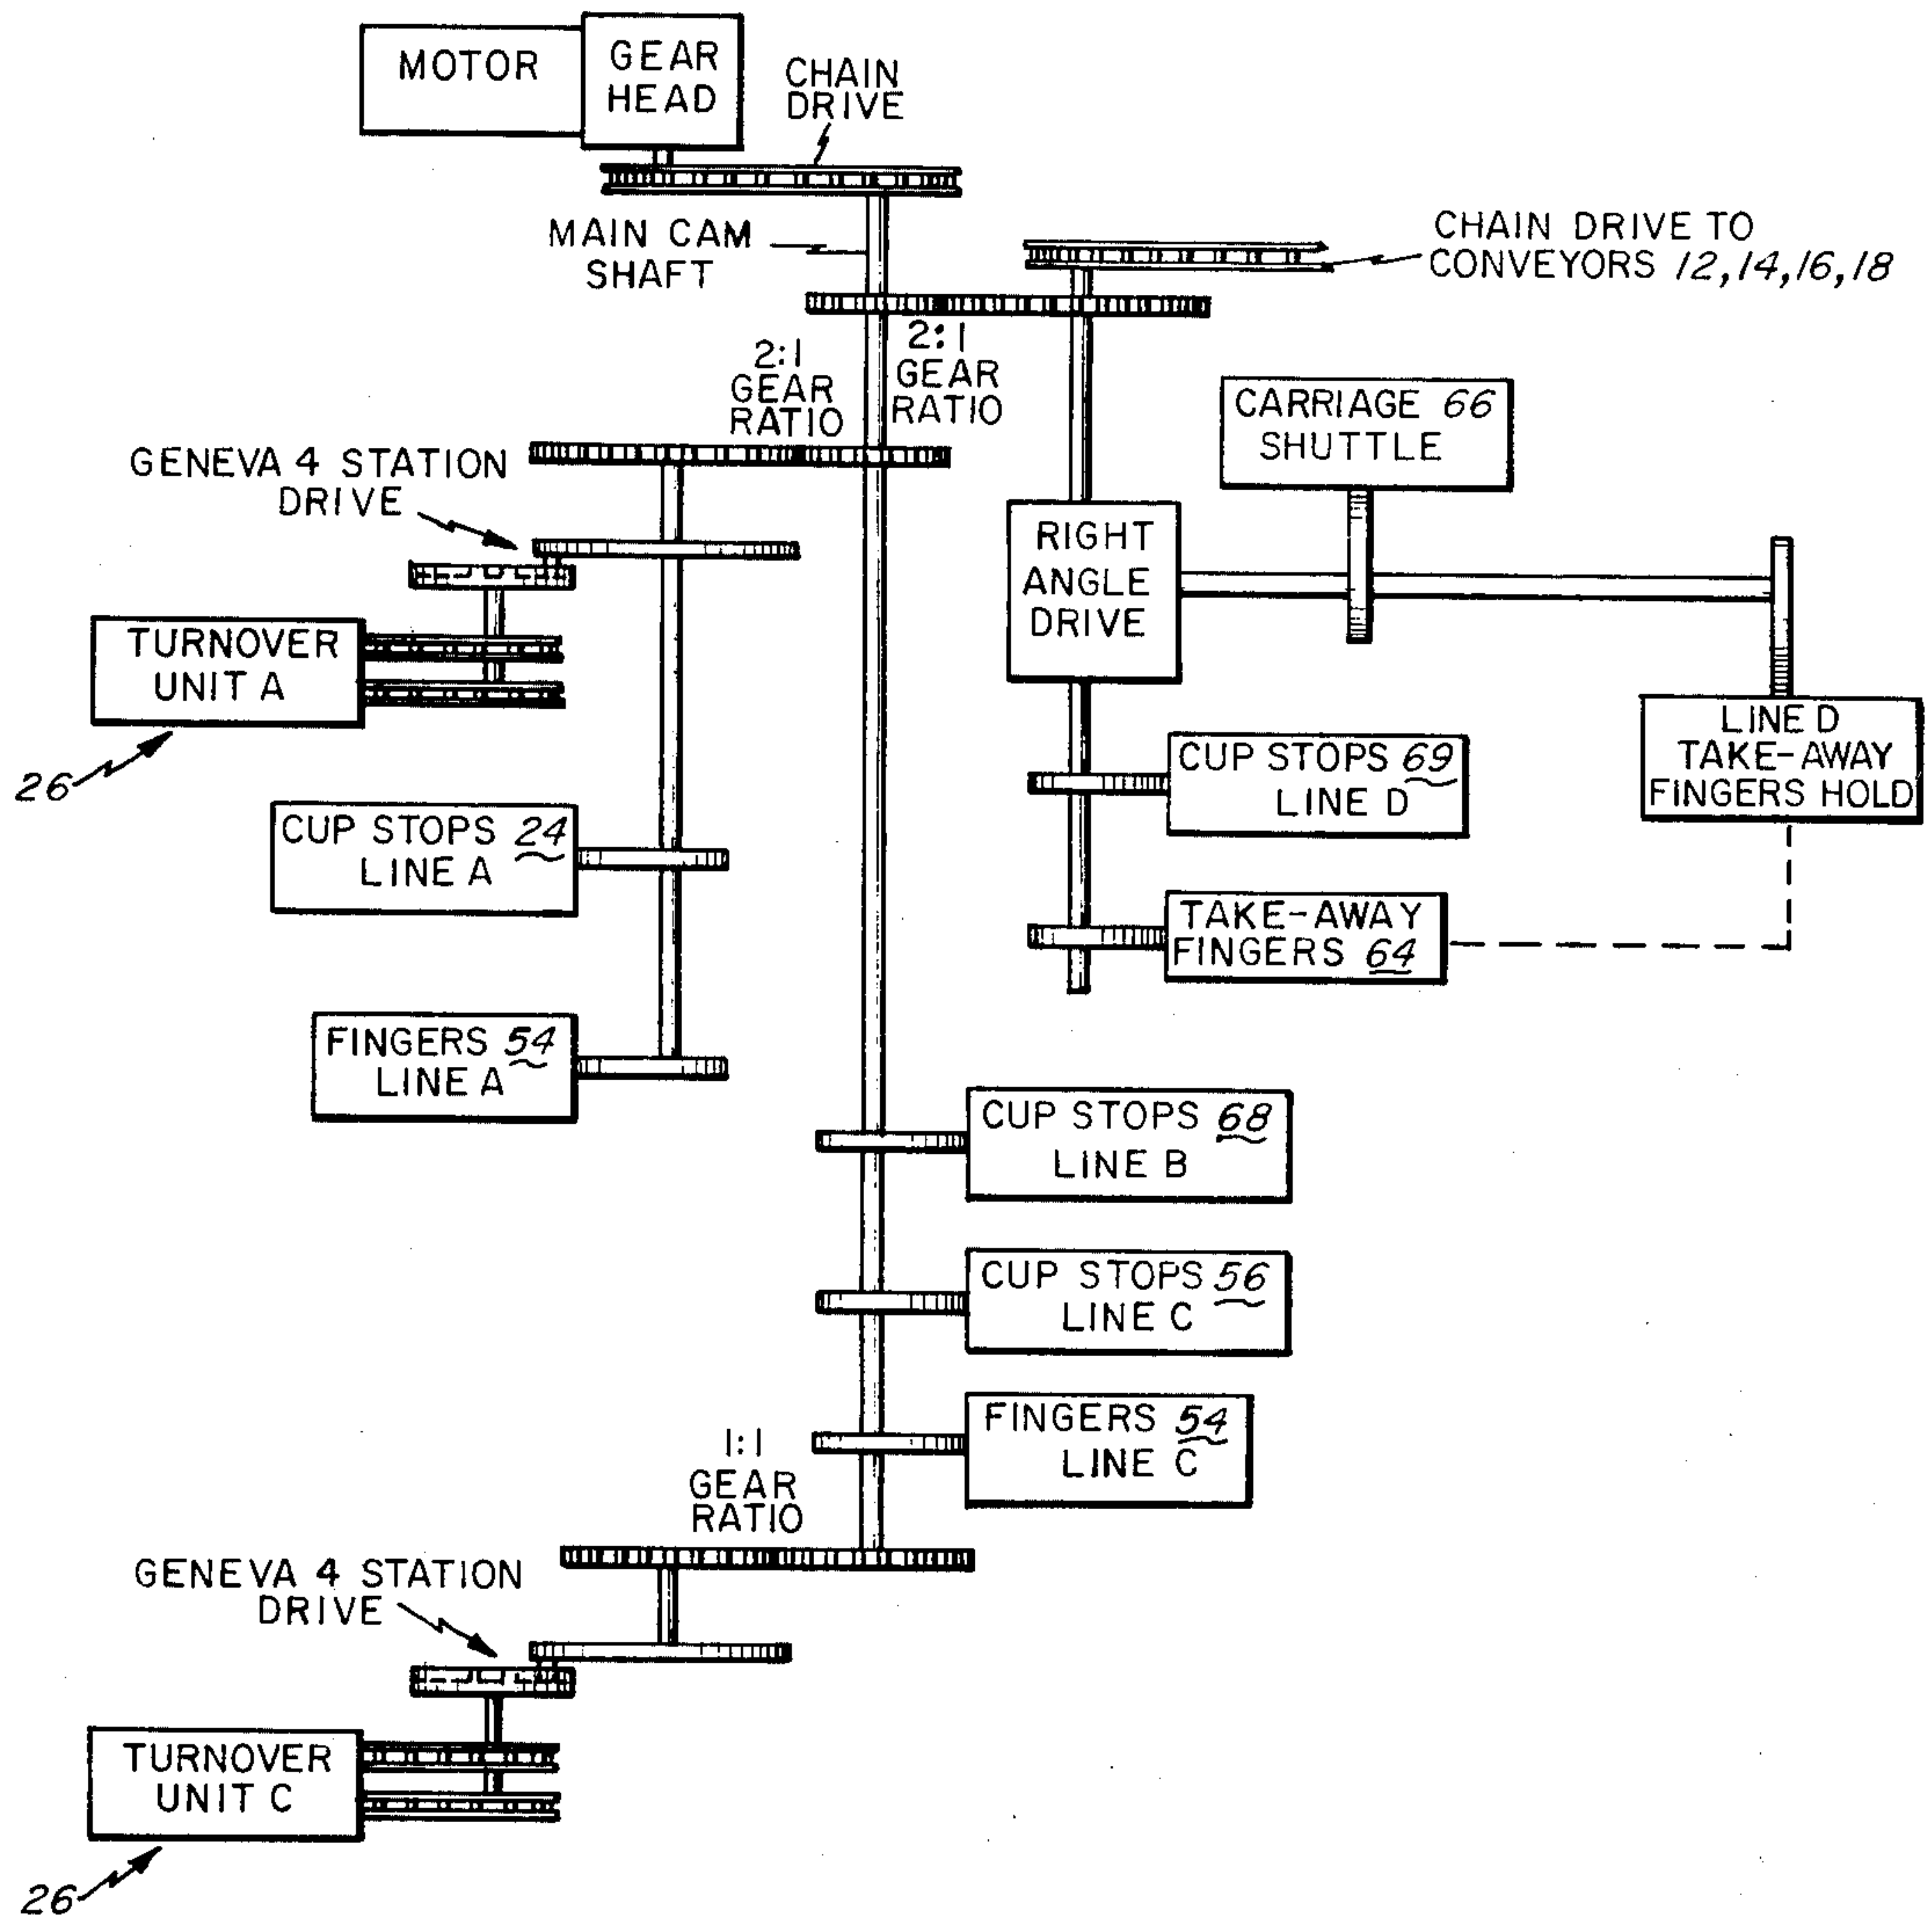 MOTOR
GEAR
HEAD
CHAIN
DRIVE
MAIN CAM
SHAFT
CHAIN DRIVE TO
CONVEYORS 12, 14, 16, 18
2:1
GEAR
RATIO
2:1
GEAR
RATIO
GENEVA 4 STATION
DRIVE
CARRIAGE 66
SHUTTLE
RIGHT
ANGLE
DRIVE
TURNOVER
UNIT A
26
LINE D
TAKE-AWAY
FINGERS HOLD
CUP STOPS 69
LINE D
CUP STOPS 24
LINE A
TAKE-AWAY
FINGERS 64
FINGERS 54
LINE A
CUP STOPS 68
LINE B
CUP STOPS 56
LINE C
FINGERS 54
LINE C
1:1
GEAR
RATIO
GENEVA 4 STATION
DRIVE
TURNOVER
UNIT C
26